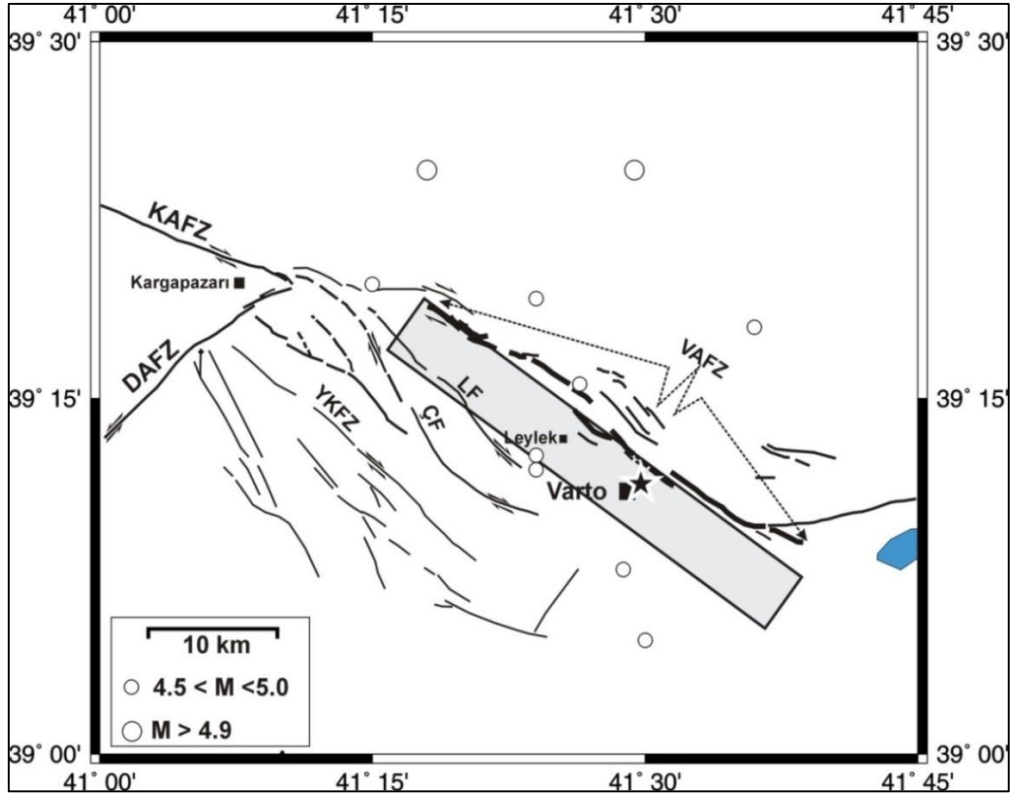 41° 00'
41° 15'
41° 30'
41° 45'
39° 30'
39° 30'
KAFZ
Kargapazarı
DAFZ
VAFZ
39° 15'
39° 15'
YKFZ
ÇF
LF
Leylek
Varto
10 km
4.5 < M <5.0
M > 4.9
39° 00'
39° 00'
41° 00'
41° 15'
41° 30'
41° 45'